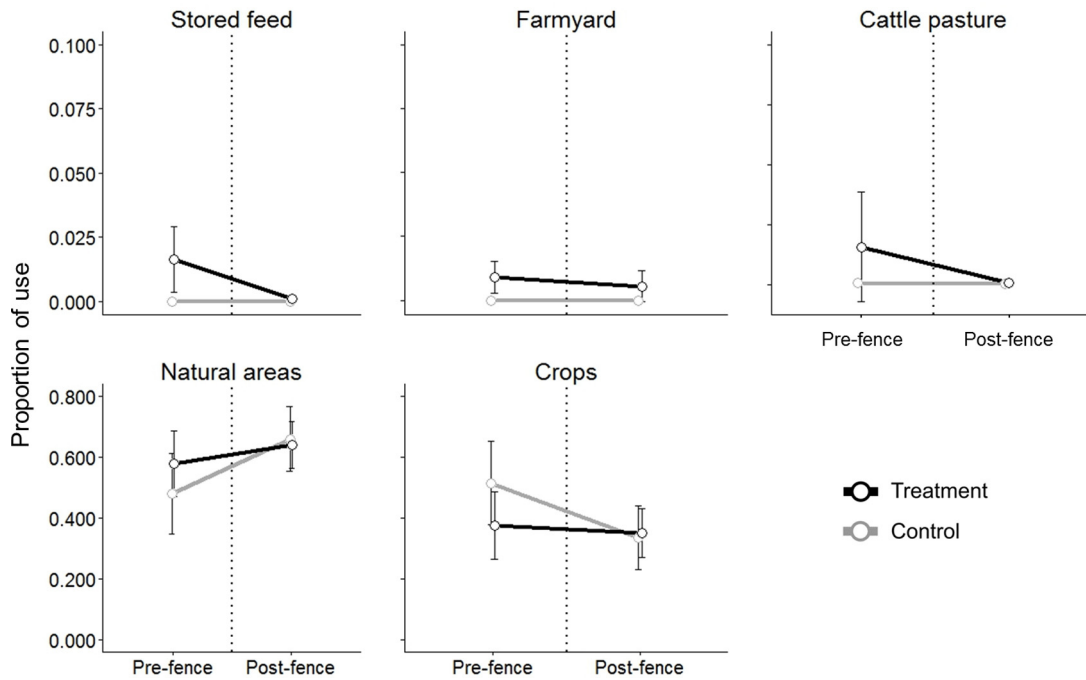 Stored feed
Farmyard
Cattle pasture
0.100
0.075
0.050
0.025
0.000
Pre-fence
Post-fence
Proportion of use
Natural areas
Crops
0.800
0.600
0.400
0.200
0.000
Pre-fence
Post-fence
Pre-fence
Post-fence
Treatment
Control